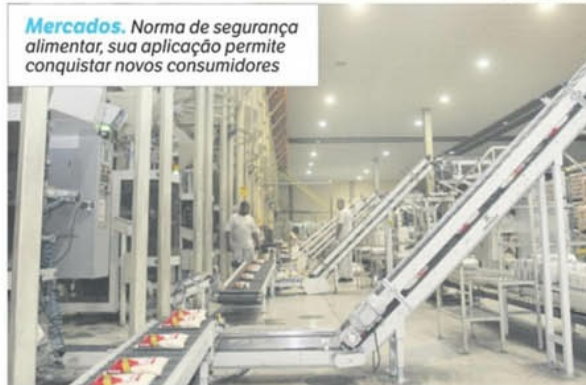 Mercados. Norma de segurança
alimentar, sua aplicação permite
conquistar novos consumidores